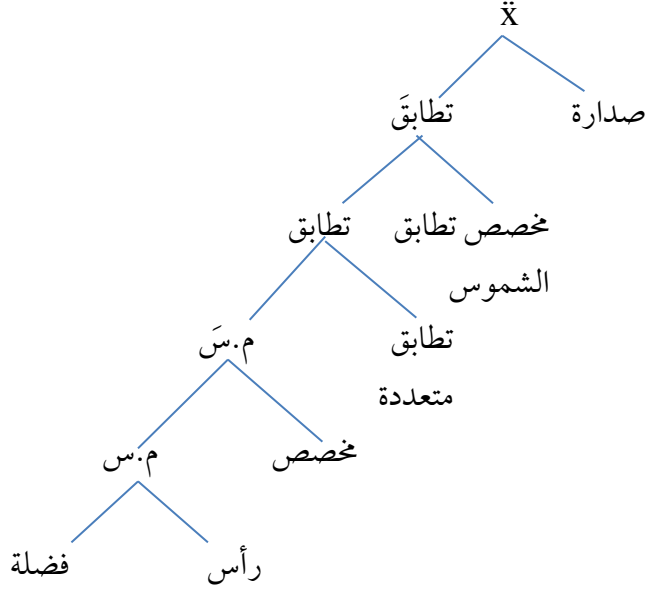 ẍ
صدارة تطابقَ
مخصص تطابق تطابق
الشموس
تطابق م.سَ
متعددة
مخصص م.س
رأس فضلة